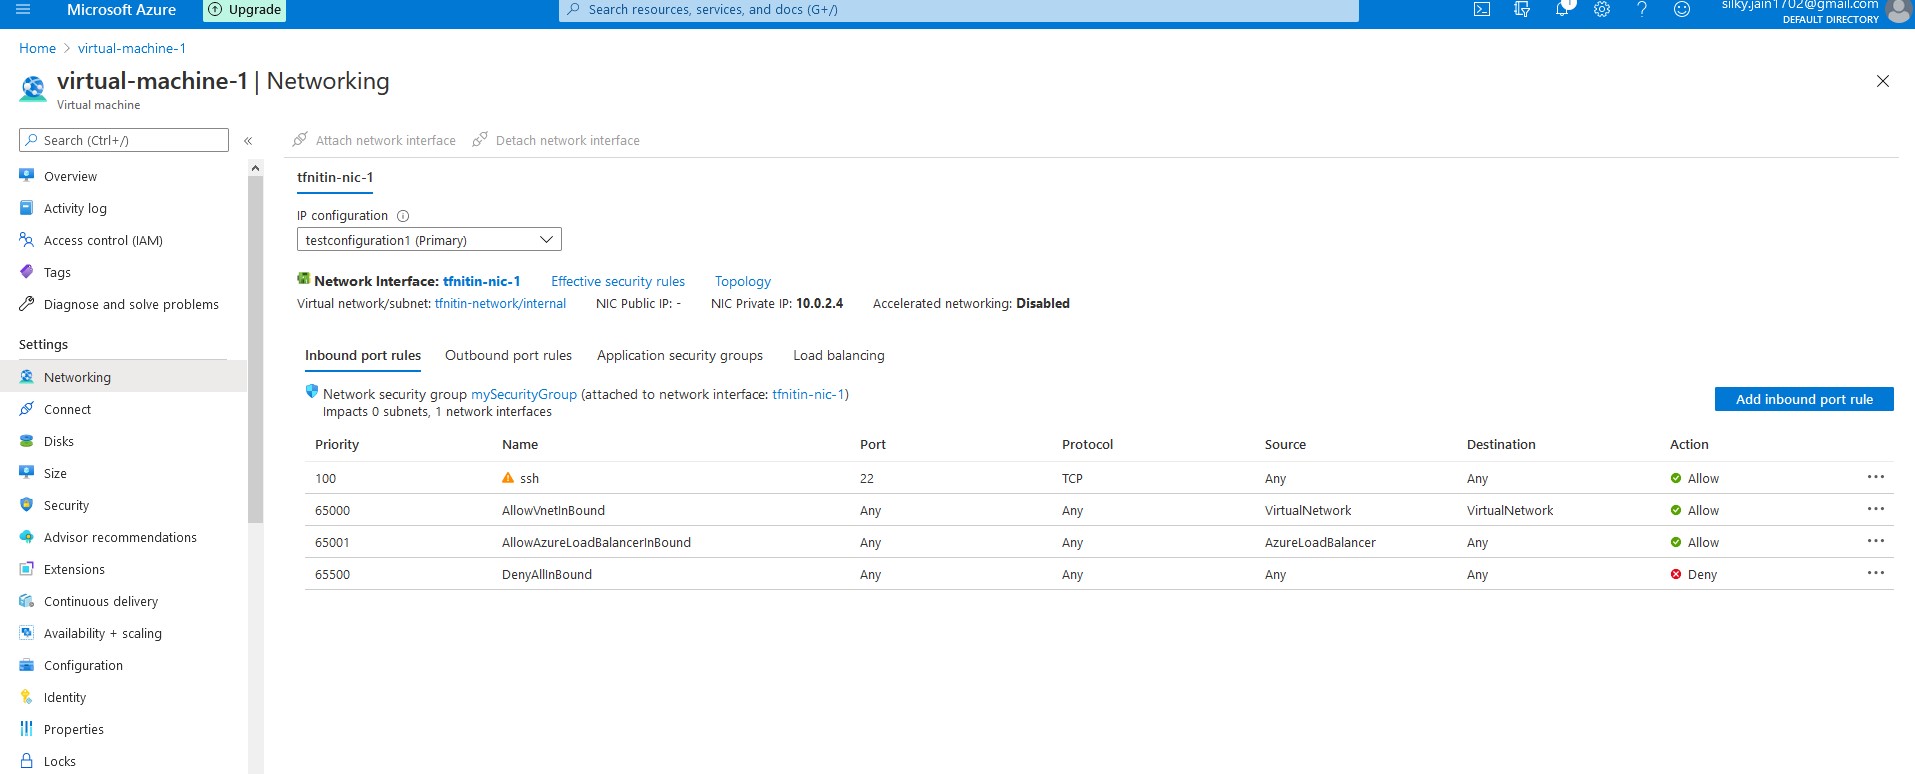 Microsoft Azure
Upgrade
Search resources, services, and docs (G+/)
1
silky.jain1702@gmail.com
DEFAULT DIRECTORY
Home > virtual-machine-1
virtual-machine-1 | Networking
Virtual machine
Search (Ctrl+/)
«
Attach network interface
Detach network interface
Overview
Activity log
Access control (IAM)
Tags
Diagnose and solve problems
Settings
Networking
Connect
Disks
Size
Security
Advisor recommendations
Extensions
Continuous delivery
Availability + scaling
Configuration
Identity
Properties
Locks
tfnitin-nic-1
IP configuration
testconfiguration1 (Primary)
Network Interface: tfnitin-nic-1 Effective security rules Topology
Virtual network/subnet: tfnitin-network/internal NIC Public IP: - NIC Private IP: 10.0.2.4 Accelerated networking: Disabled
Inbound port rules Outbound port rules Application security groups Load balancing
Network security group mySecurityGroup (attached to network interface: tfnitin-nic-1)
Impacts 0 subnets, 1 network interfaces
Add inbound port rule
Priority Name Port Protocol Source Destination Action
100 ssh 22 TCP Any Any Allow ...
65000 AllowVnetInBound Any Any VirtualNetwork VirtualNetwork Allow ...
65001 AllowAzureLoadBalancerInBound Any Any AzureLoadBalancer Any Allow ...
65500 DenyAllInBound Any Any Any Any Deny ...